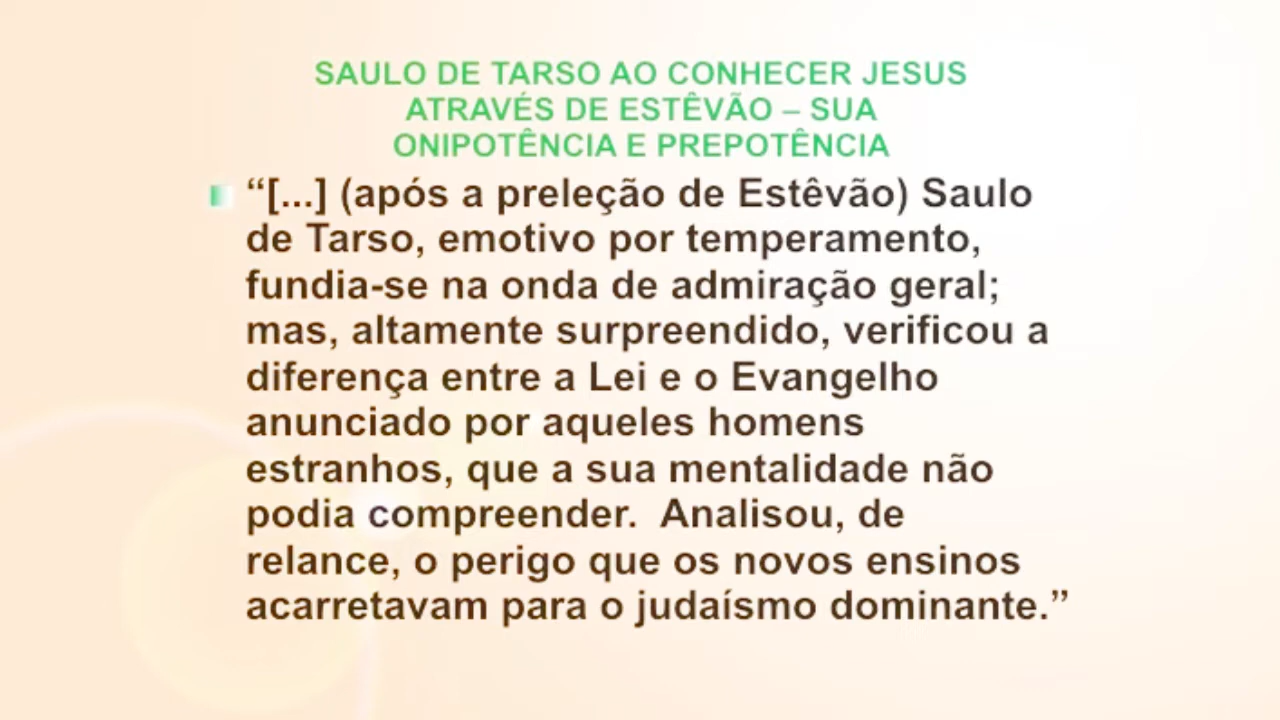 SAULO DE TARSO AO CONHECER JESUS
ATRAVÉS DE ESTÊVÃO – SUA
ONIPOTÊNCIA E PREPOTÊNCIA
“[...] (após a preleção de Estêvão) Saulo
de Tarso, emotivo por temperamento,
fundia-se na onda de admiração geral;
mas, altamente surpreendido, verificou a
diferença entre a Lei e o Evangelho
anunciado por aqueles homens
estranhos, que a sua mentalidade não
podia compreender.  Analisou, de
relance, o perigo que os novos ensinos
acarretavam para o judaísmo dominante.”